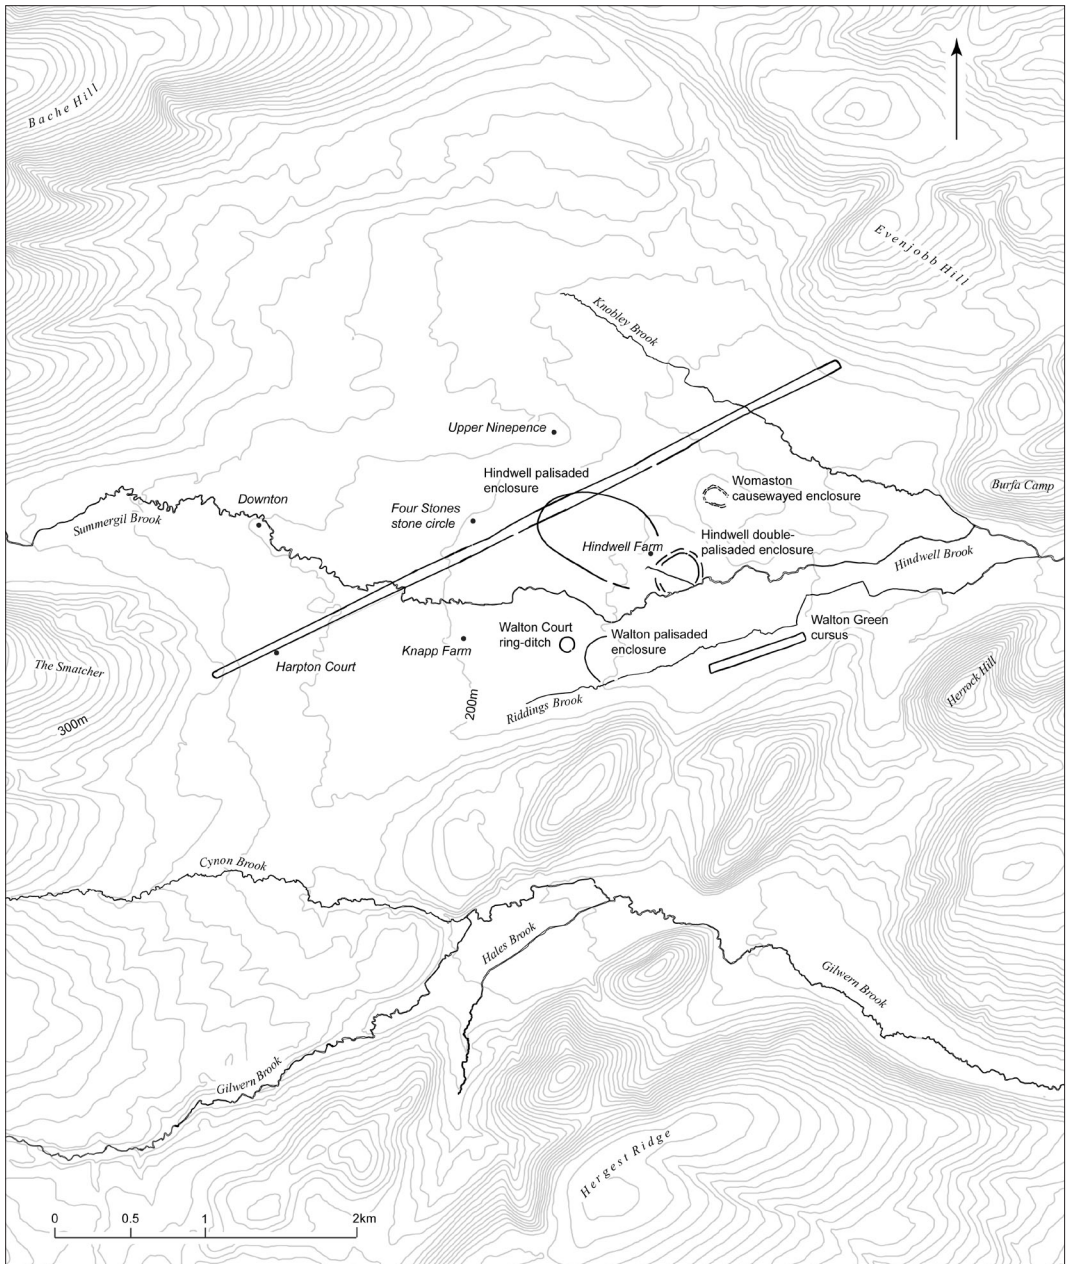 Bache Hill
Evenjobb Hill
Knobley Brook
Upper Ninepence
Hindwell palisaded
enclosure
Womaston
causewayed enclosure
Burfa Camp
Downton
Summergil Brook
Four Stones
stone circle
Hindwell Farm
Hindwell double-
palisaded enclosure
Hindwell Brook
Walton Green
cursus
Walton Court
ring-ditch
Walton palisaded
enclosure
Knapp Farm
Harpton Court
The Smatcher
Herrock Hill
200m
Riddings Brook
300m
Cynon Brook
Hales Brook
Gilwern Brook
Gilwern Brook
Hergest Ridge
0 0.5 1 2km